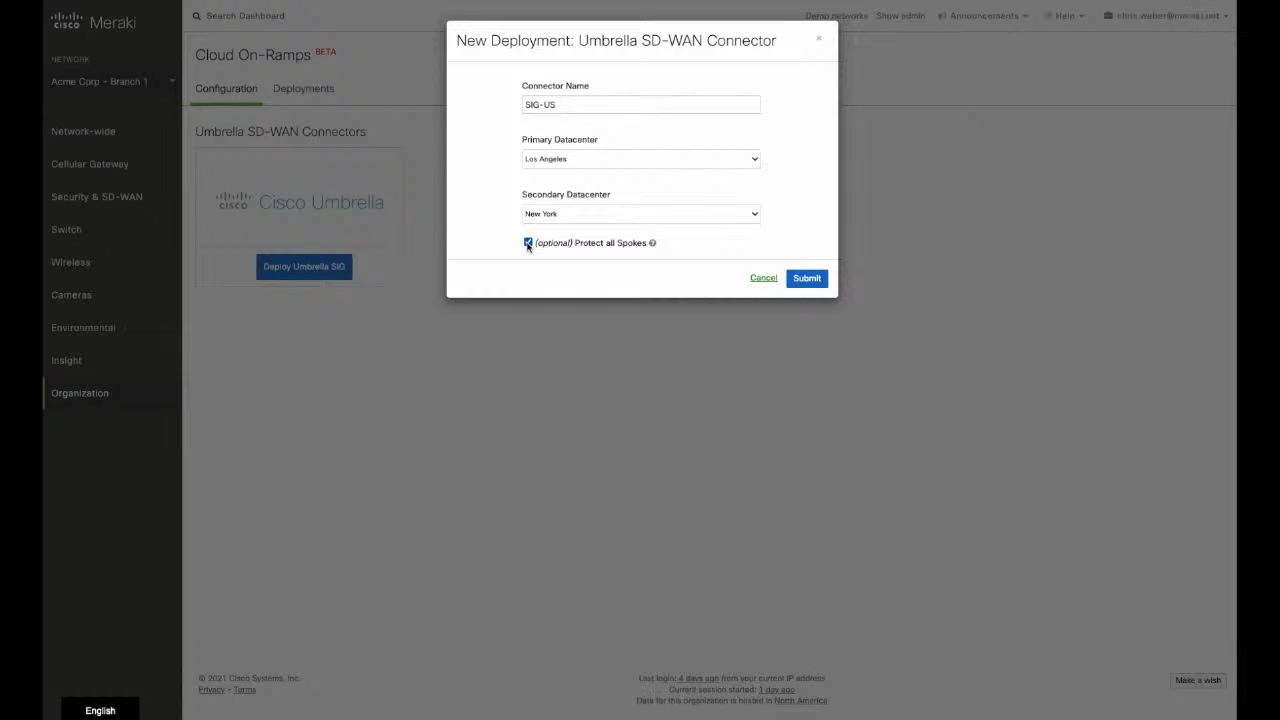 cisco Meraki
Search Dashboard
Demo networks
Show admin
Announcements
Help
chris.weber@meraki.net
NETWORK
Acme Corp - Branch 1
Network-wide
Cellular Gateway
Security & SD-WAN
Switch
Wireless
Cameras
Environmental
Insight
Organization
Cloud On-Ramps BETA
Configuration
Deployments
Umbrella SD-WAN Connectors
cisco Cisco Umbrella
Deploy Umbrella SIG
New Deployment: Umbrella SD-WAN Connector
×
Connector Name
SIG-US
Primary Datacenter
Los Angeles
Secondary Datacenter
New York
(optional) Protect all Spokes
Cancel
Submit
© 2021 Cisco Systems, Inc.
Privacy - Terms
Last login: 4 days ago from your current IP address
Current session started: 1 day ago
Data for this organization is hosted in North America
Make a wish
English